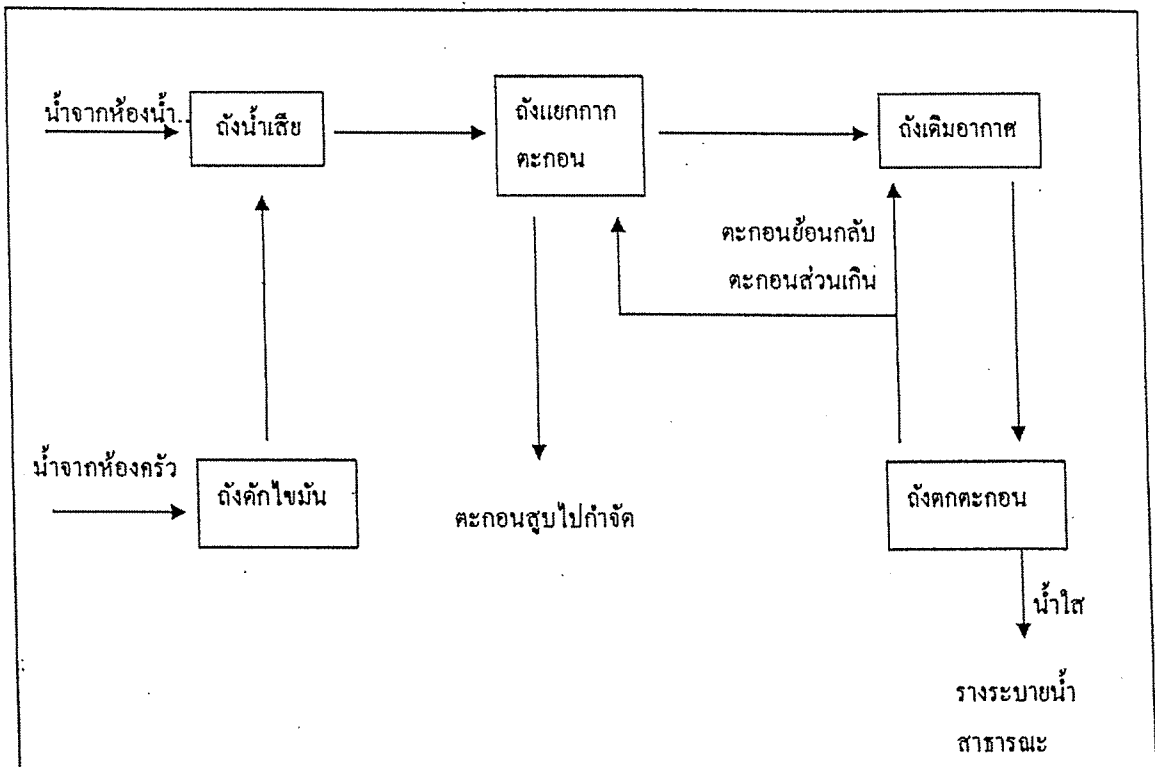 น้ำจากห้องน้ำ..
ถังน้ำเสีย
ถังแยกกาก
ตะกอน
ถังเติมอากาศ
ตะกอนย้อนกลับ
ตะกอนส่วนเกิน
น้ำจากห้องครัว
ถังดักไขมัน
ตะกอนสูบไปกำจัด
ถังตกตะกอน
น้ำใส
รางระบายน้ำ
สาธารณะ